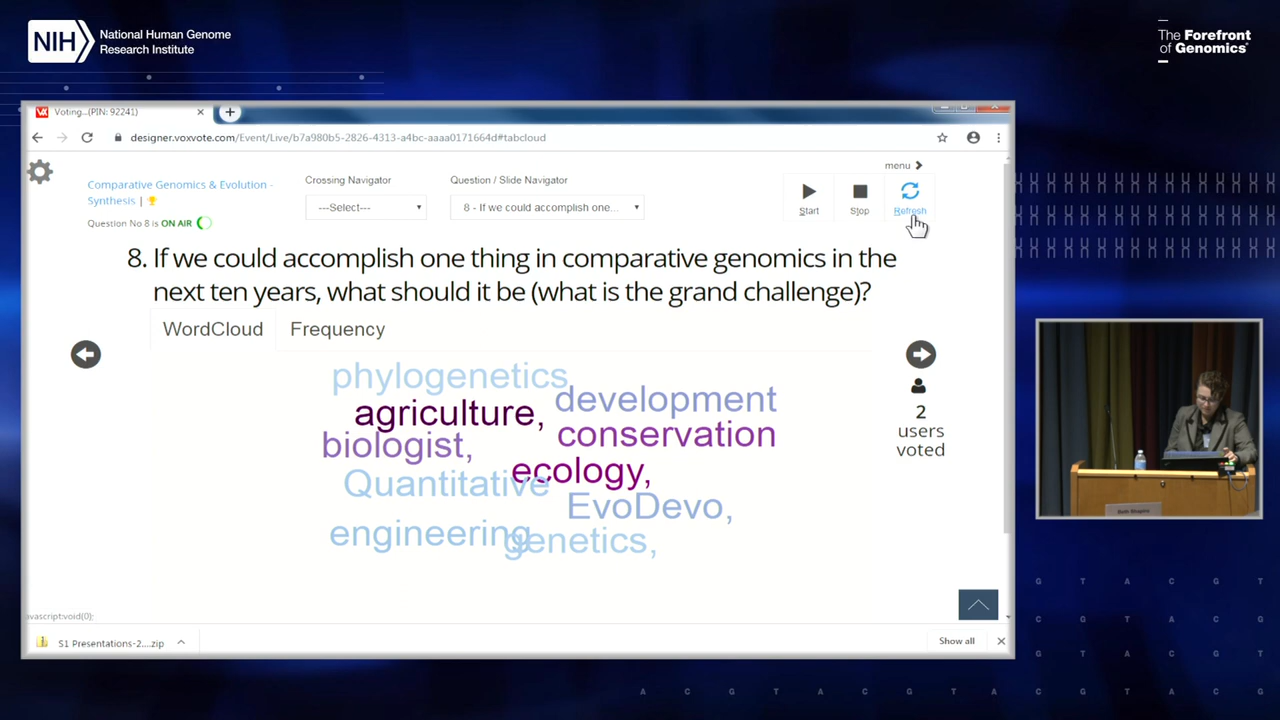 NIH National Human Genome
Research Institute
The Forefront
of Genomics®
Voting...(PIN: 92241)
designer.voxvote.com/Event/Live/b7a980b5-2826-4313-a4bc-aaaa0171664d#tabcloud
menu
Comparative Genomics & Evolution -
Synthesis |
Crossing Navigator
Question / Slide Navigator
---Select---
8 - If we could accomplish one...
Start
Stop
Refresh
Question No 8 is ON AIR
8. If we could accomplish one thing in comparative genomics in the
next ten years, what should it be (what is the grand challenge)?
WordCloud
Frequency
phylogenetics
development
agriculture,
conservation
biologist,
ecology,
Quantitative
EvoDevo,
engineering
genetics,
2
users
voted
Beth Shapiro
avascript:void(0);
S1 Presentations-2....zip
Show all
G T A C G T
C G T A C G
T A C G T A
A C G T A C G T A C G T A C G